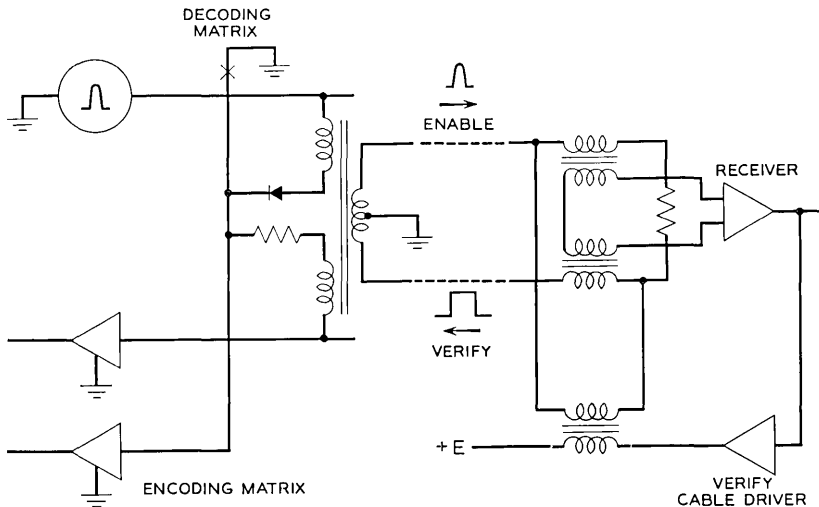 DECODING
MATRIX
ENABLE
RECEIVER
VERIFY
+E
ENCODING MATRIX
VERIFY
CABLE DRIVER